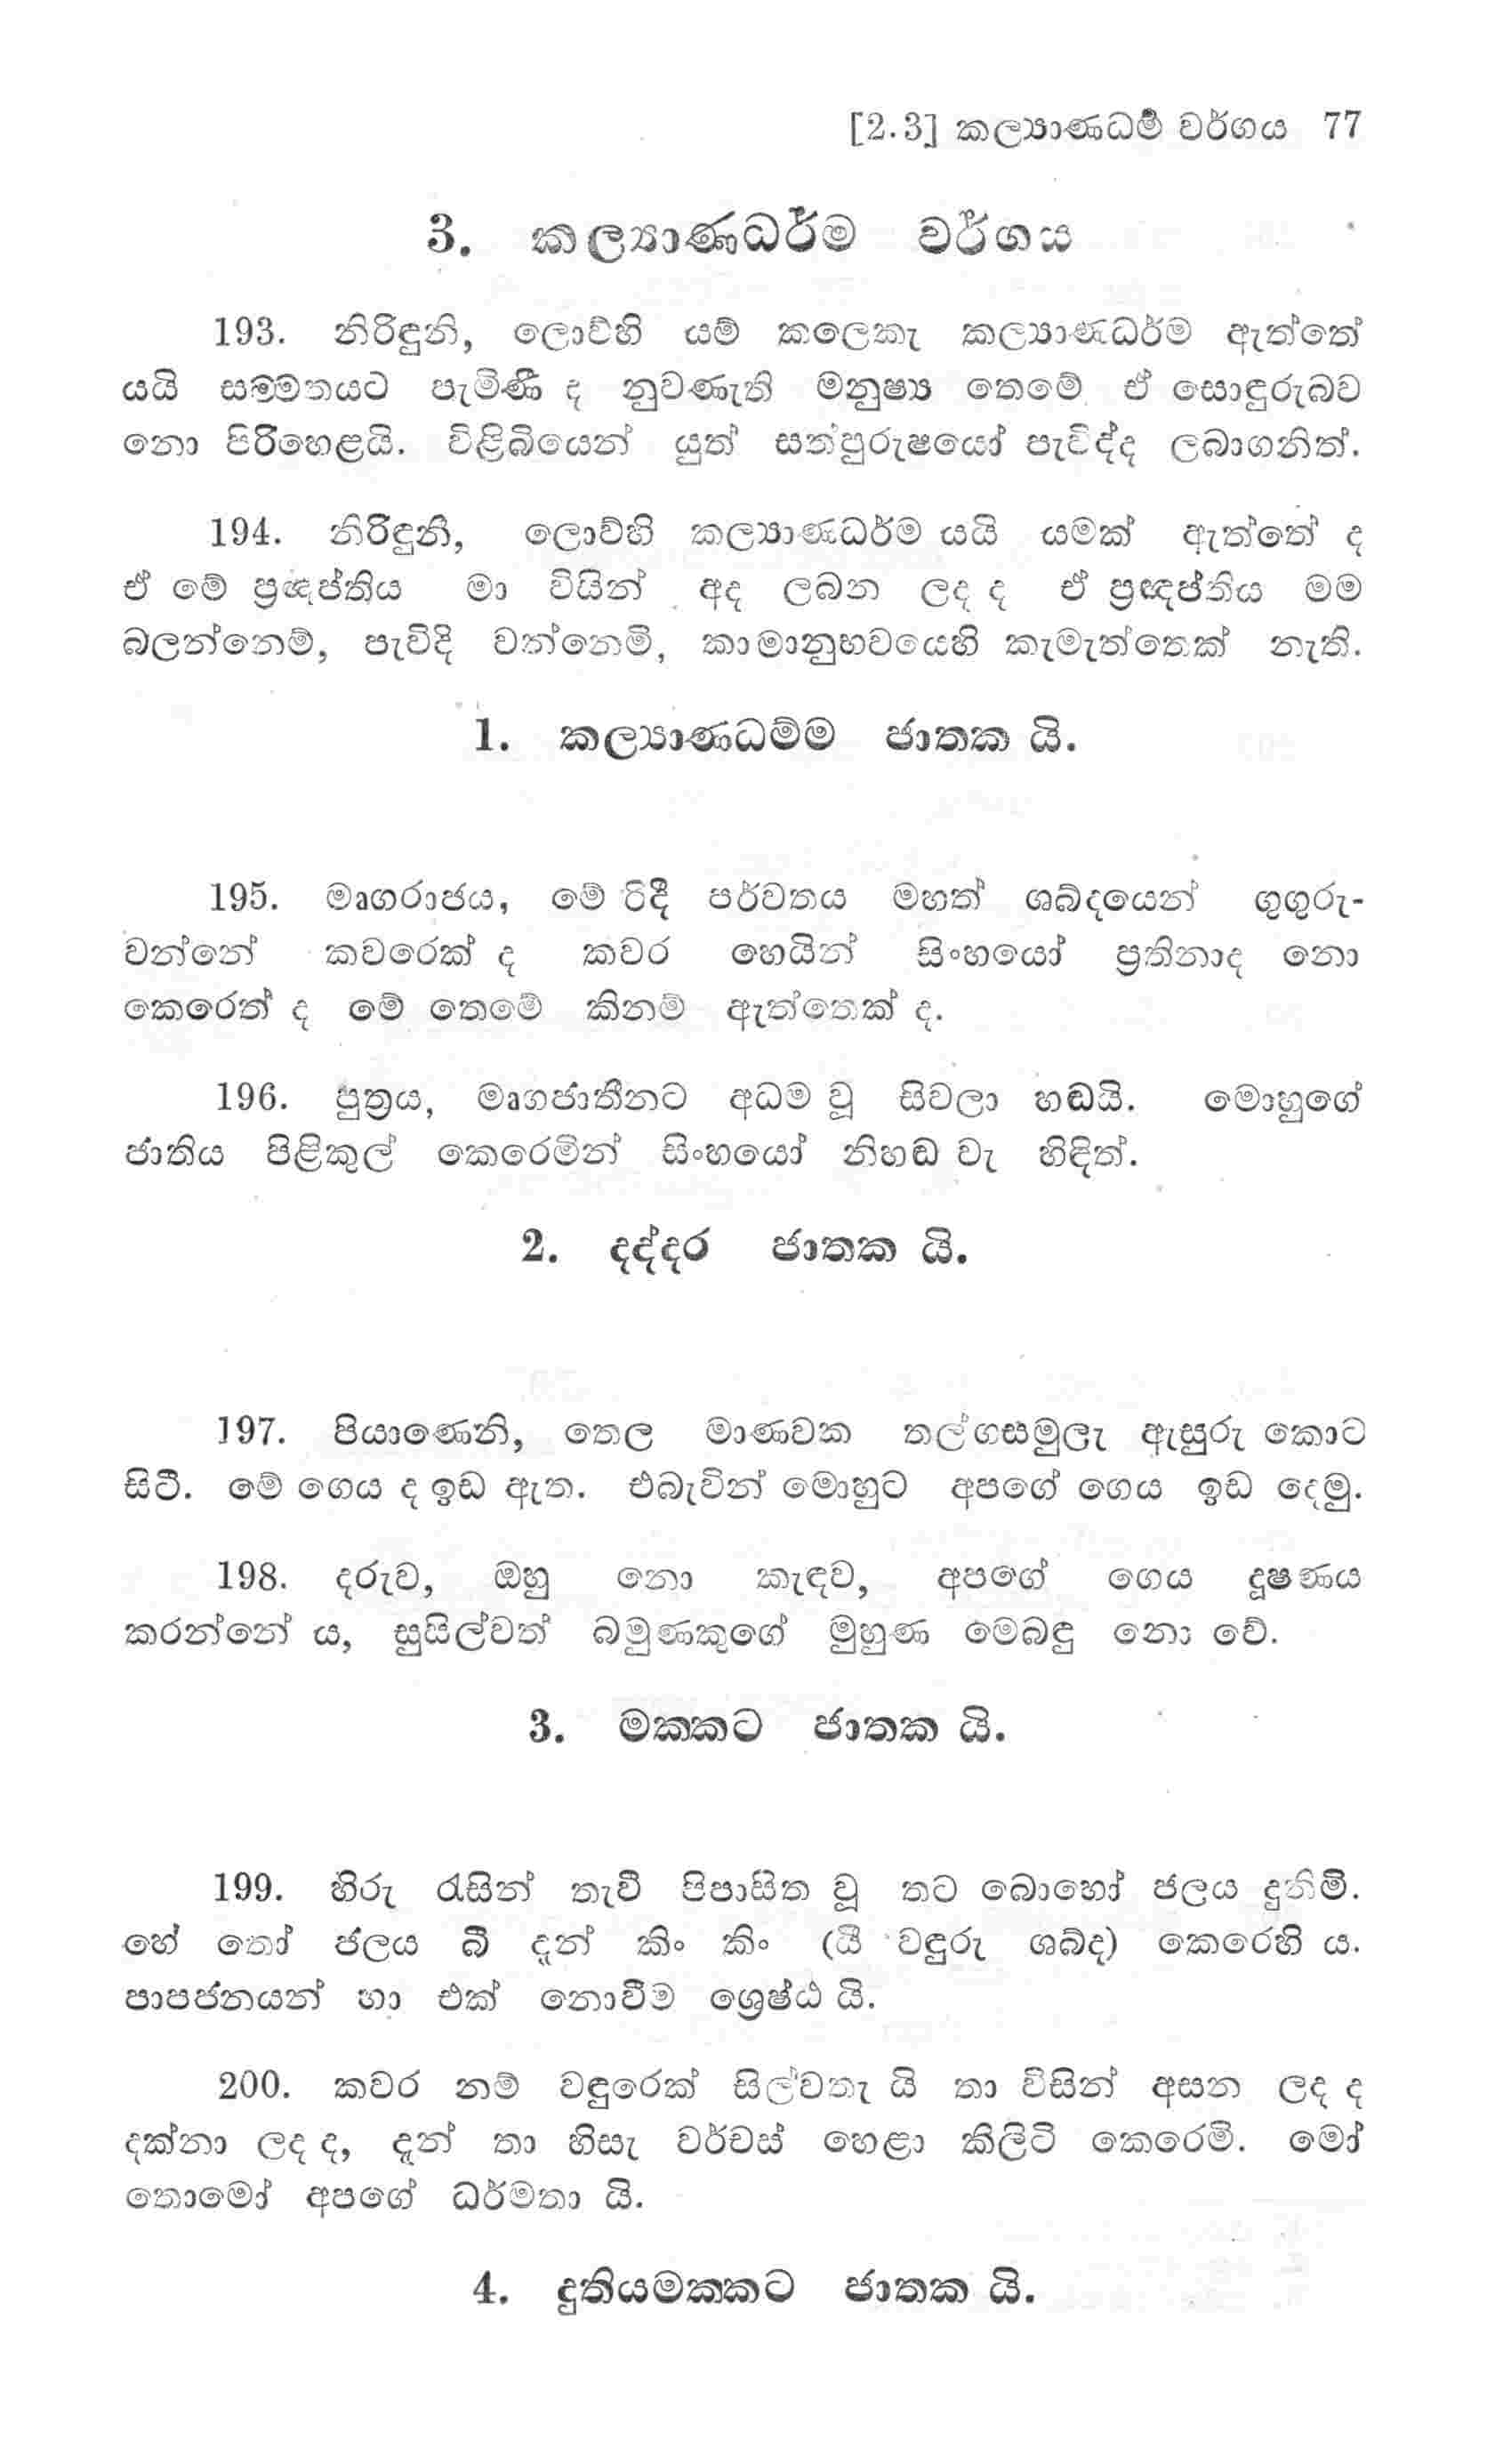 [2.3] කල්‍යාණධර්‍ම වර්ගය 77
3. කල්‍යාණධර්ම වර්ගය
193. නිරිඳුනි, ලොව්හි යම් කලෙකැ කල්‍යාණධර්ම ඇත්තේ
යයි සම්මතයට පැමිණී ද නුවණැති මනුෂ්‍ය තෙමේ ඒ සොඳුරුබව
නො පිරිහෙළයි. විළිබියෙන් යුත් සත්පුරුෂයෝ පැවිද්ද ලබාගනිත්.
194. නිරිඳුනි, ලොව්හි කල්‍යාණධර්ම යයි යමක් ඇත්තේ ද
ඒ මේ ප්‍රඥප්තිය මා විසින් අද ලබන ලද ද ඒ ප්‍රඥප්තිය මම
බලන්නෙම්, පැවිදි වන්නෙමි, කාමානුභවයෙහි කැමැත්තෙක් නැති.
1. කල්‍යාණධම්ම ජාතක යි.
195. මෘගරාජය, මේ රිදී පර්වතය මහත් ශබ්දයෙන් ගුගුරු-
වන්නේ කවරෙක් ද කවර හෙයින් සිංහයෝ ප්‍රතිනාද නො
කෙරෙත් ද මේ තෙමේ කිනම් ඇත්තෙක් ද.
196. පුත්‍රය, මෘගජාතීනට අධම වූ සිවලා හඬයි. මොහුගේ
ජාතිය පිළිකුල් කෙරෙමින් සිංහයෝ නිහඬ වැ හිඳිත්.
2. දද්දර ජාතක යි.
197. පියාණෙනි, තෙල මාණවක තල්ගසමුලැ ඇසුරු කොට
සිටී. මේ ගෙය ද ඉඩ ඇත. එබැවින් මොහුට අපගේ ගෙය ඉඩ දෙමු.
198. දරුව, ඔහු නො කැඳව, අපගේ ගෙය දූෂණය
කරන්නේ ය, සුසිල්වත් බමුණකුගේ මුහුණ මෙබඳු නො වේ.
3. මක්කට ජාතක යි.
199. හිරු රැසින් තැවී පිපාසිත වූ තට බොහෝ ජලය දුනිමි.
හේ තෝ ජලය බී දැන් කිං කිං (යී වඳුරු ශබ්ද) කෙරෙහි ය.
පාපජනයන් හා එක් නොවීම ශ්‍රෙෂ්ඨ යි.
200. කවර නම් වඳුරෙක් සිල්වතැ යි තා විසින් අසන ලද ද
දක්නා ලද ද, දැන් තා හිසැ වර්චස් හෙළා කිලිටි කෙරෙමි. මෝ
තොමෝ අපගේ ධර්මතා යි.
4. දුතියමක්කට ජාතක යි.